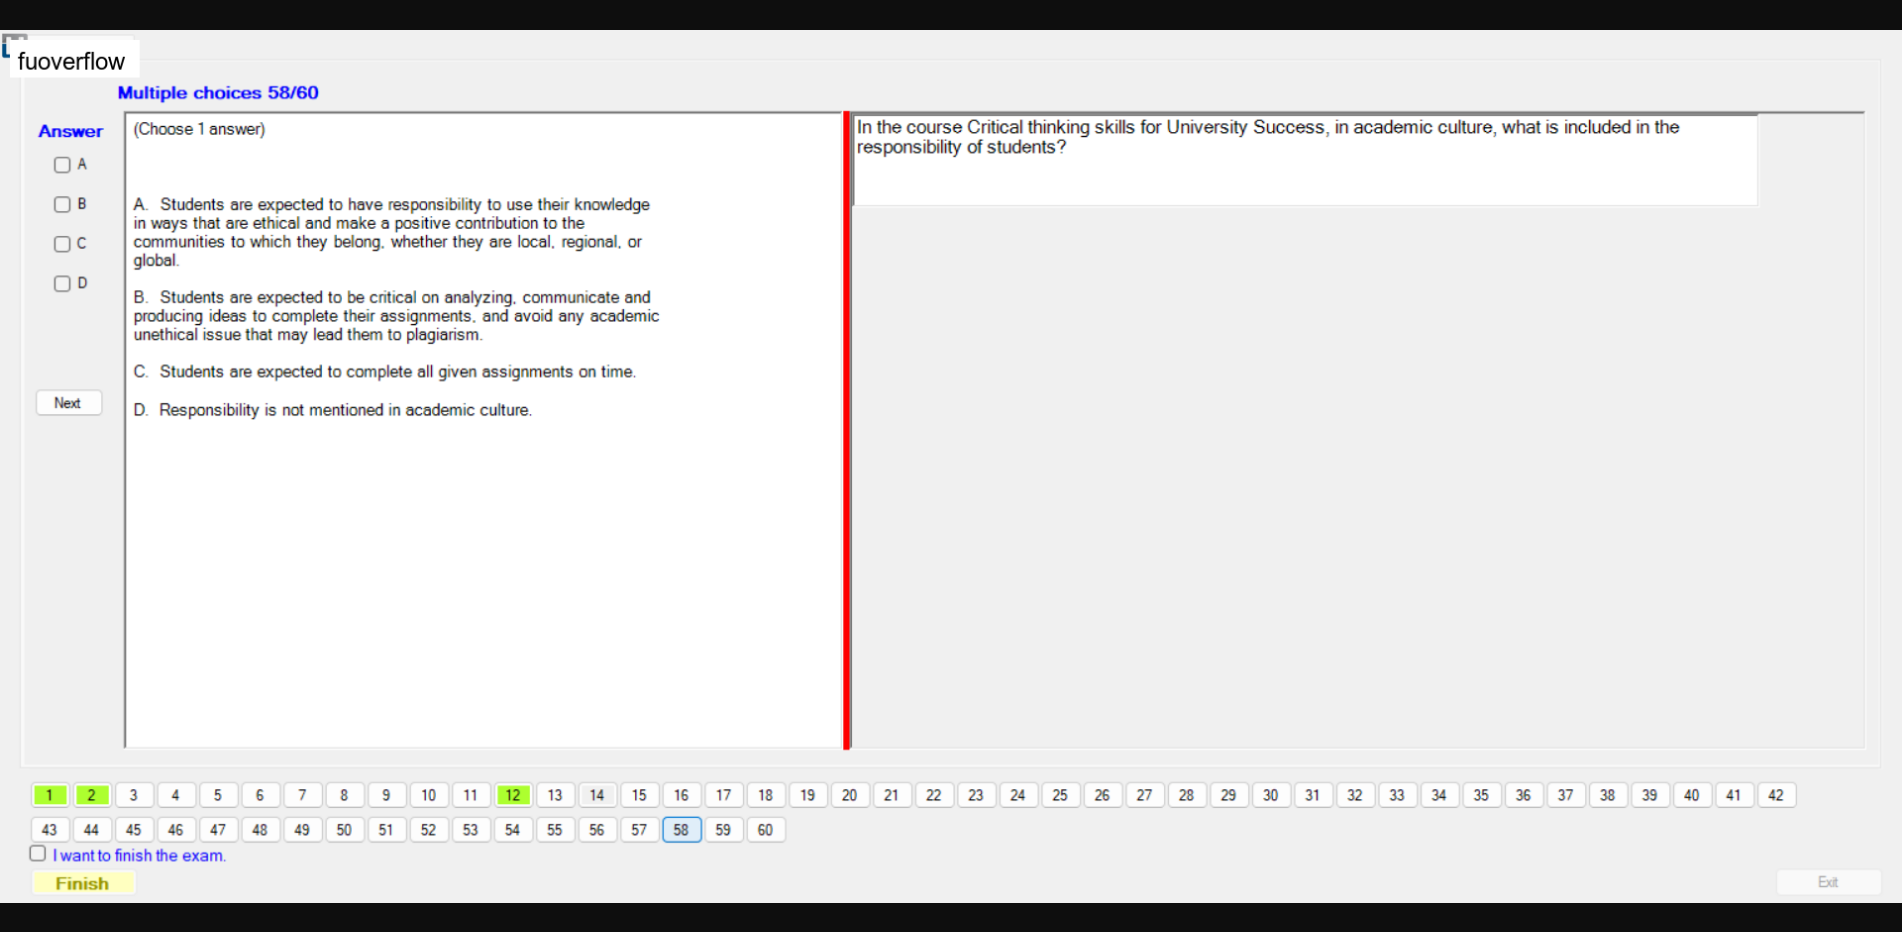 fuoverflow
Multiple choices 58/60
Answer
A
B
C
D
Next
(Choose 1 answer)
A. Students are expected to have responsibility to use their knowledge
in ways that are ethical and make a positive contribution to the
communities to which they belong, whether they are local, regional, or
global.
B. Students are expected to be critical on analyzing, communicate and
producing ideas to complete their assignments, and avoid any academic
unethical issue that may lead them to plagiarism.
C. Students are expected to complete all given assignments on time.
D. Responsibility is not mentioned in academic culture.
In the course Critical thinking skills for University Success, in academic culture, what is included in the
responsibility of students?
1 2 3 4 5 6 7 8 9 10 11 12 13 14 15 16 17 18 19 20 21 22 23 24 25 26 27 28 29 30 31 32 33 34 35 36 37 38 39 40 41 42
43 44 45 46 47 48 49 50 51 52 53 54 55 56 57 58 59 60
I want to finish the exam.
Finish
Exit